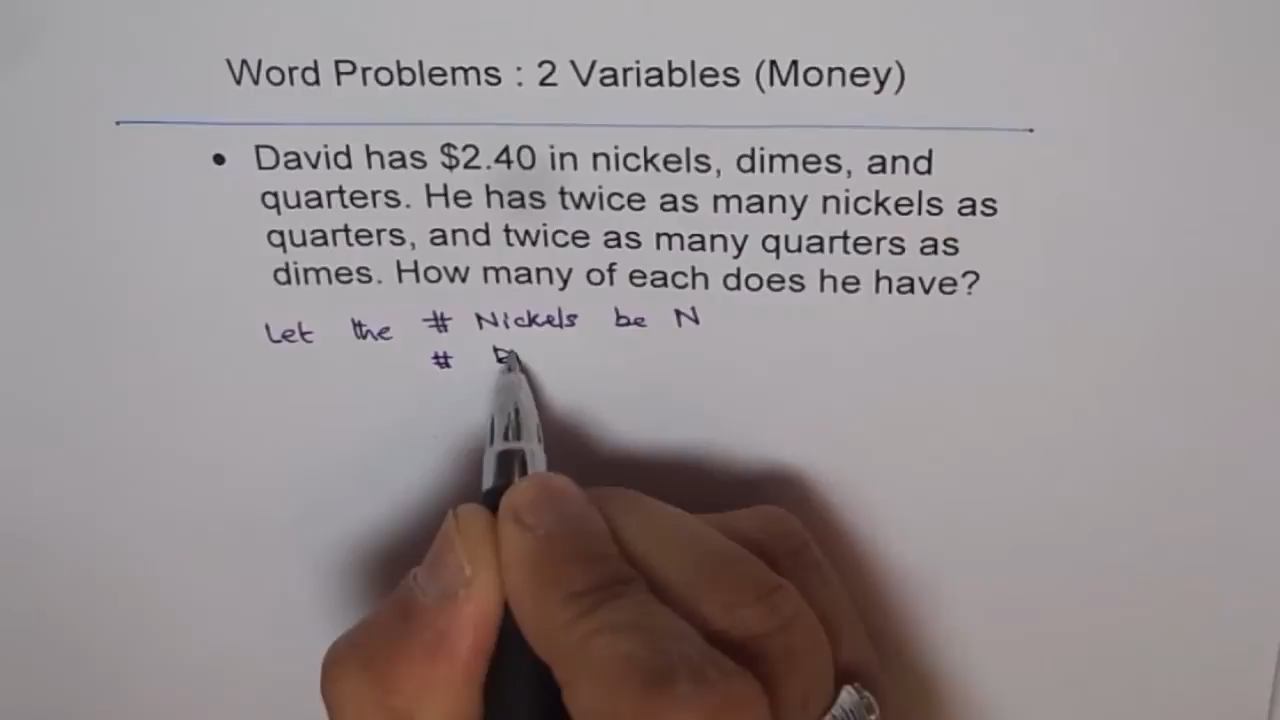 Word Problems : 2 Variables (Money)
• David has $2.40 in nickels, dimes, and
quarters. He has twice as many nickels as
quarters, and twice as many quarters as
dimes. How many of each does he have?
Let the # Nickels be N
# D